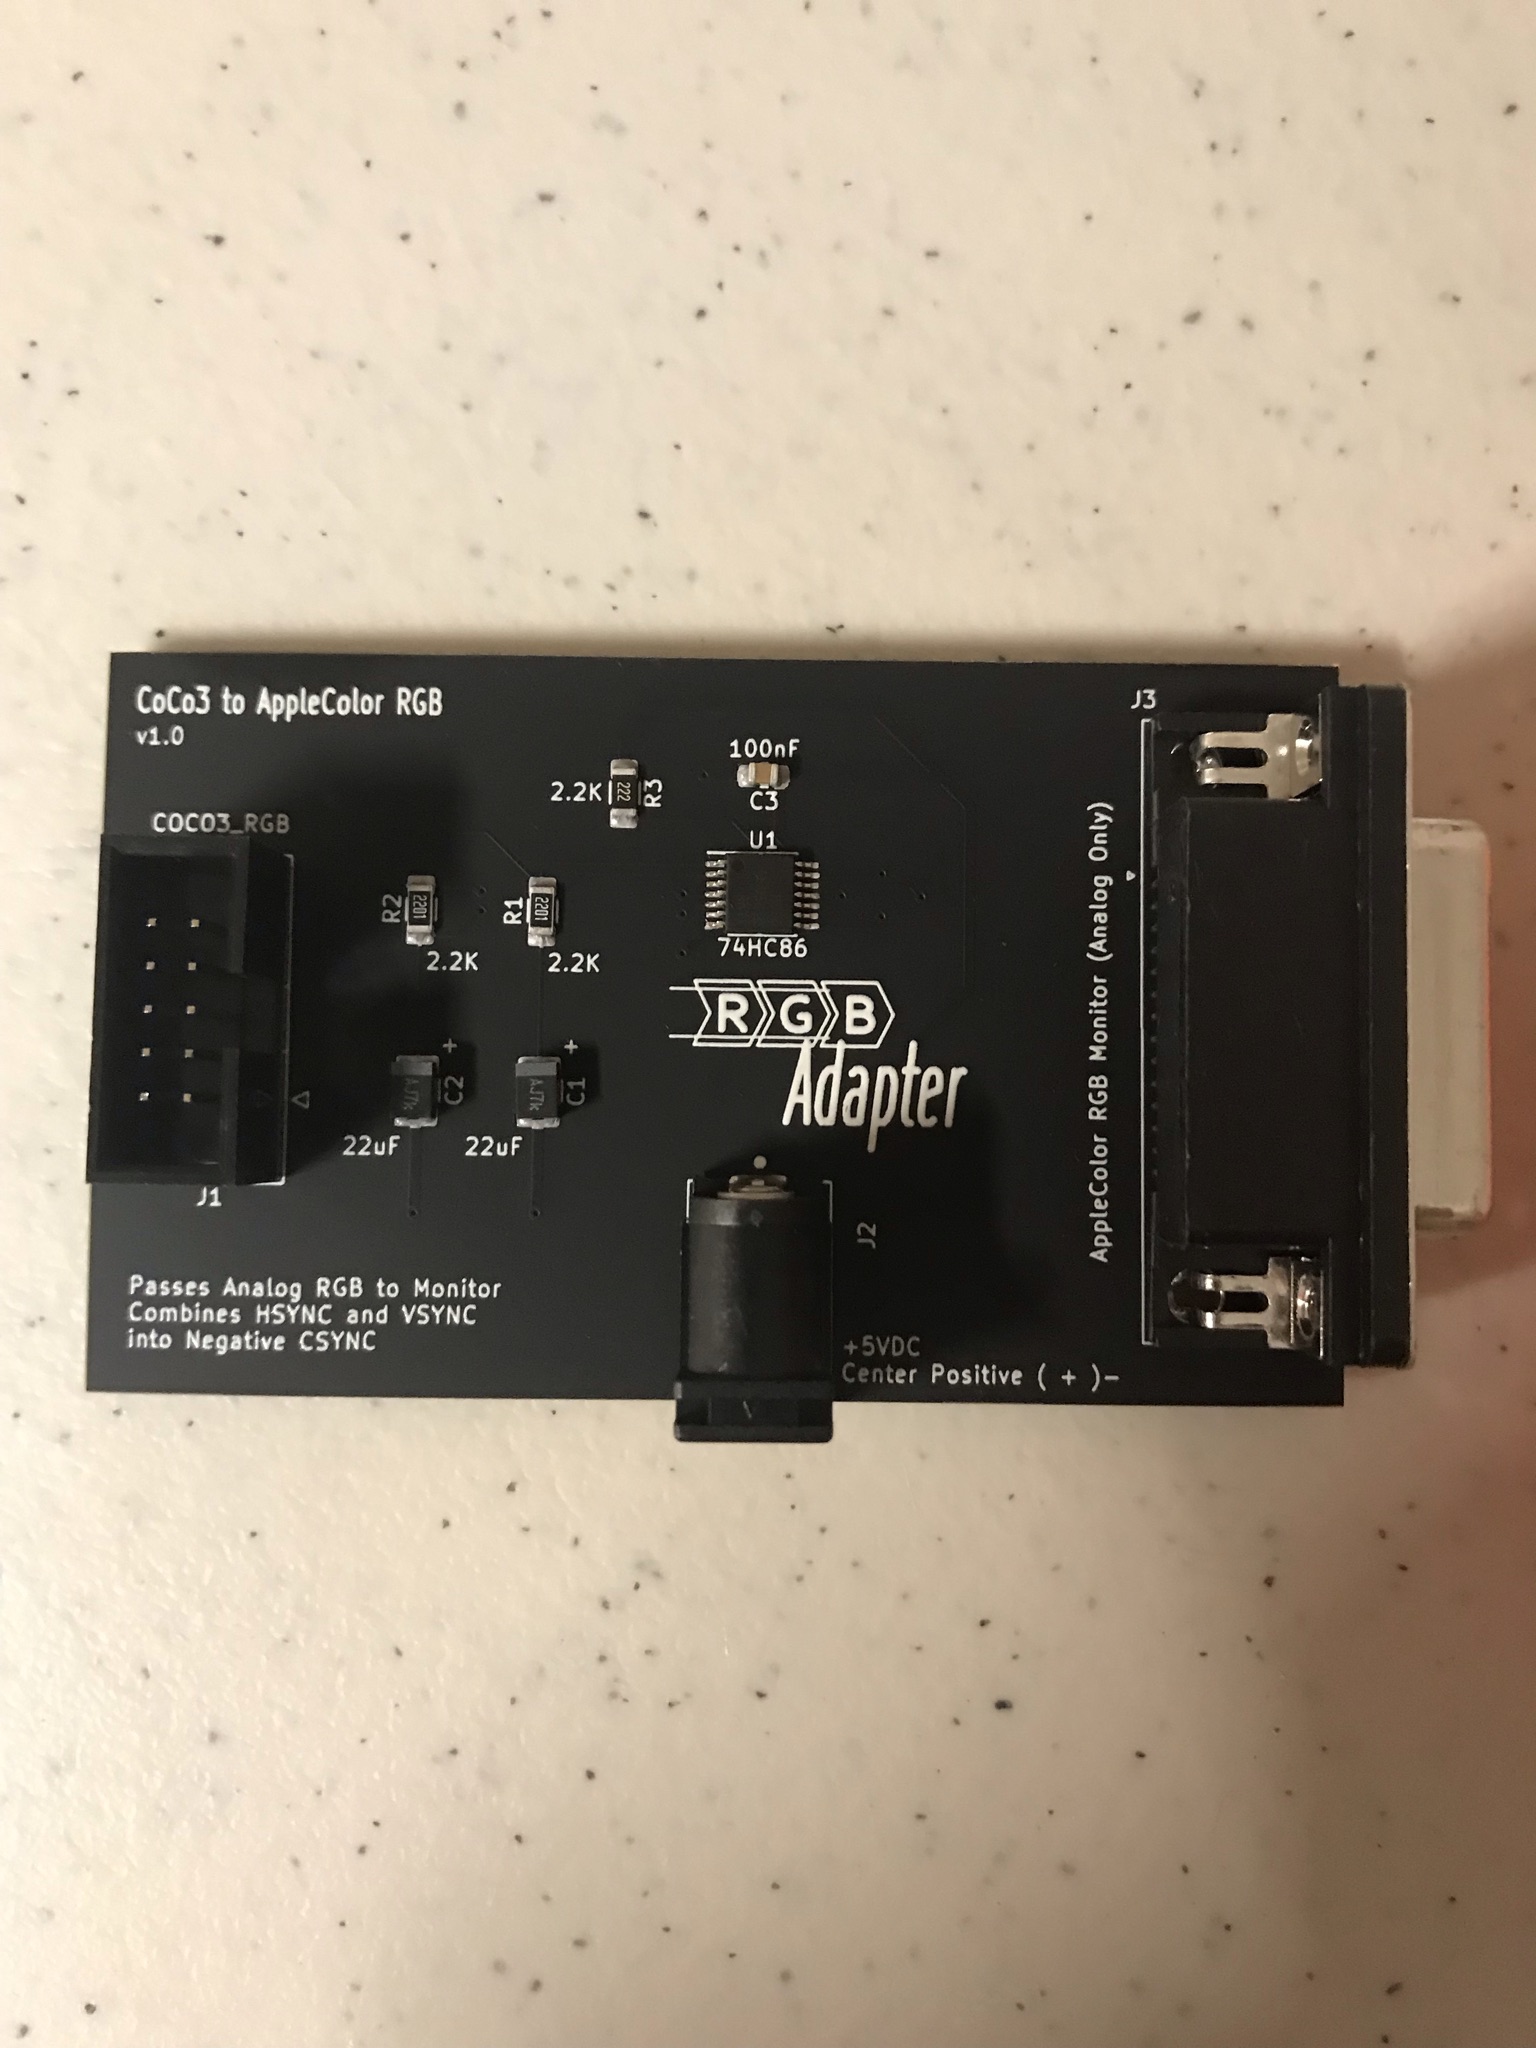 CoCo3 to AppleColor RGB
v1.0
COCO3_RGB
J1
R2
2201
2.2K
R1
2201
2.2K
2.2K
222
R3
100nF
C3
U1
74HC86
RGB
Adapter
+
C2
AJ7k
22uF
+
C1
AJ7k
22uF
J2
+5VDC
Center Positive ( + )-
J3
AppleColor RGB Monitor (Analog Only)
Passes Analog RGB to Monitor
Combines HSYNC and VSYNC
into Negative CSYNC